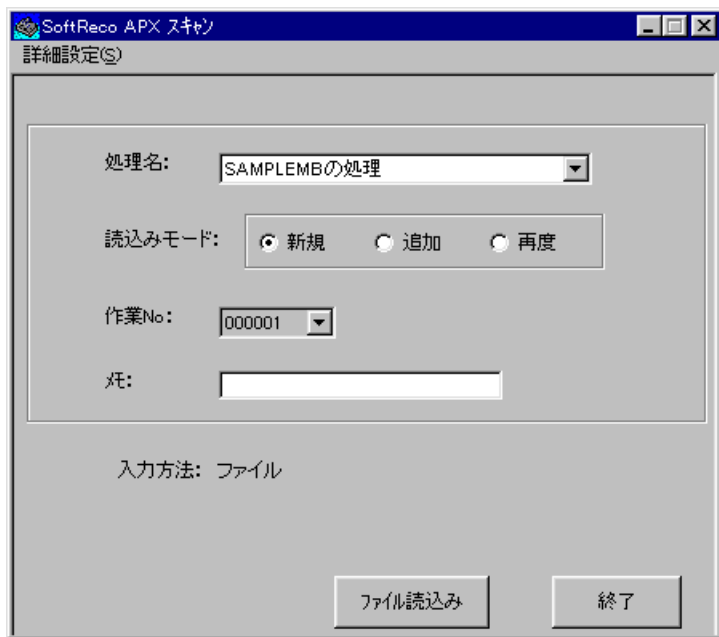 SoftReco APX ｽｷｬﾝ
詳細設定(S)
処理名: SAMPLEMBの処理
読込みモード: 新規 追加 再度
作業No: 000001
ﾒﾓ:
入力方法: ファイル
ﾌｧｲﾙ読込み 終了